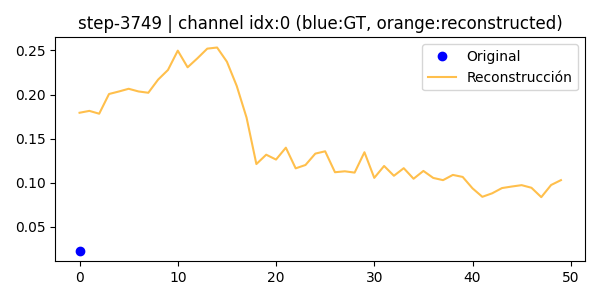 step-3749 | channel idx:0 (blue:GT, orange:reconstructed)
Original
Reconstrucción
0.25
0.20
0.15
0.10
0.05
0 10 20 30 40 50